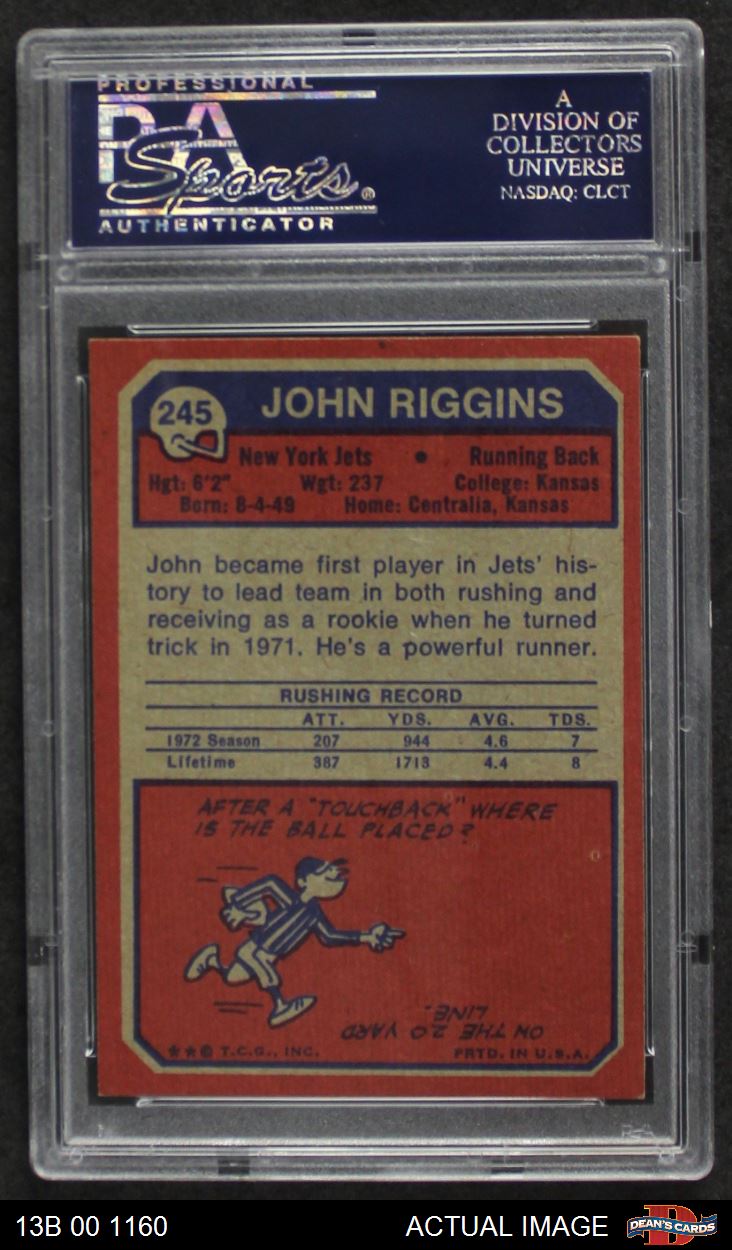 PROFESSIONAL
PSA
Sports®
AUTHENTICATOR
A
DIVISION OF
COLLECTORS
UNIVERSE
NASDAQ: CLCT
245
JOHN RIGGINS
New York Jets • Running Back
Hgt: 6'2" Wgt: 237 College: Kansas
Born: 8-4-49 Home: Centralia, Kansas
John became first player in Jets' his-
tory to lead team in both rushing and
receiving as a rookie when he turned
trick in 1971. He's a powerful runner.
RUSHING RECORD
ATT. YDS. AVG. TDS.
1972 Season 207 944 4.6 7
Lifetime 387 1713 4.4 8
AFTER A "TOUCHBACK" WHERE
IS THE BALL PLACED?
ON THE 20 YARD
LINE.
**© T.C.G., INC. PRTD. IN U.S.A.
13B 00 1160
ACTUAL IMAGE
DEAN'S CARDS